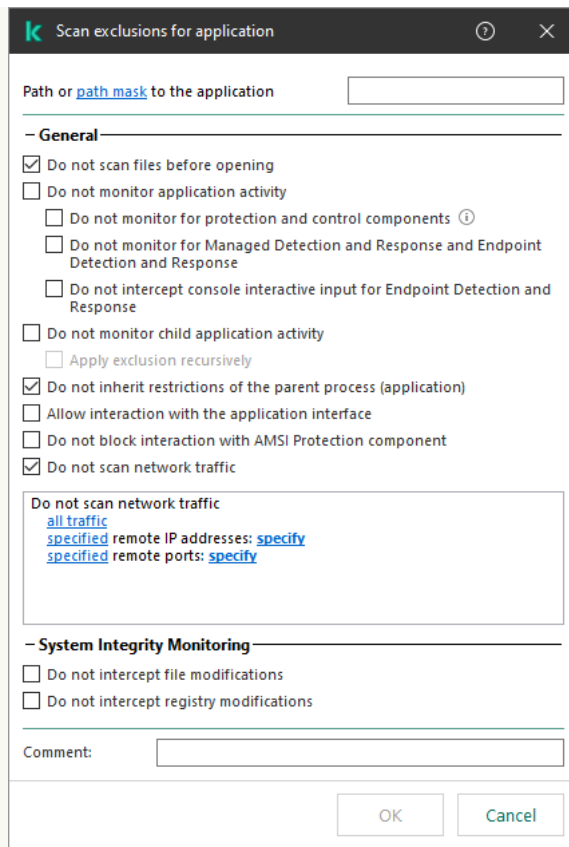 Scan exclusions for application
Path or path mask to the application
General
Do not scan files before opening
Do not monitor application activity
Do not monitor for protection and control components
Do not monitor for Managed Detection and Response and Endpoint
Detection and Response
Do not intercept console interactive input for Endpoint Detection and
Response
Do not monitor child application activity
Apply exclusion recursively
Do not inherit restrictions of the parent process (application)
Allow interaction with the application interface
Do not block interaction with AMSI Protection component
Do not scan network traffic
Do not scan network traffic
all traffic
specified remote IP addresses: specify
specified remote ports: specify
System Integrity Monitoring
Do not intercept file modifications
Do not intercept registry modifications
Comment:
OK Cancel